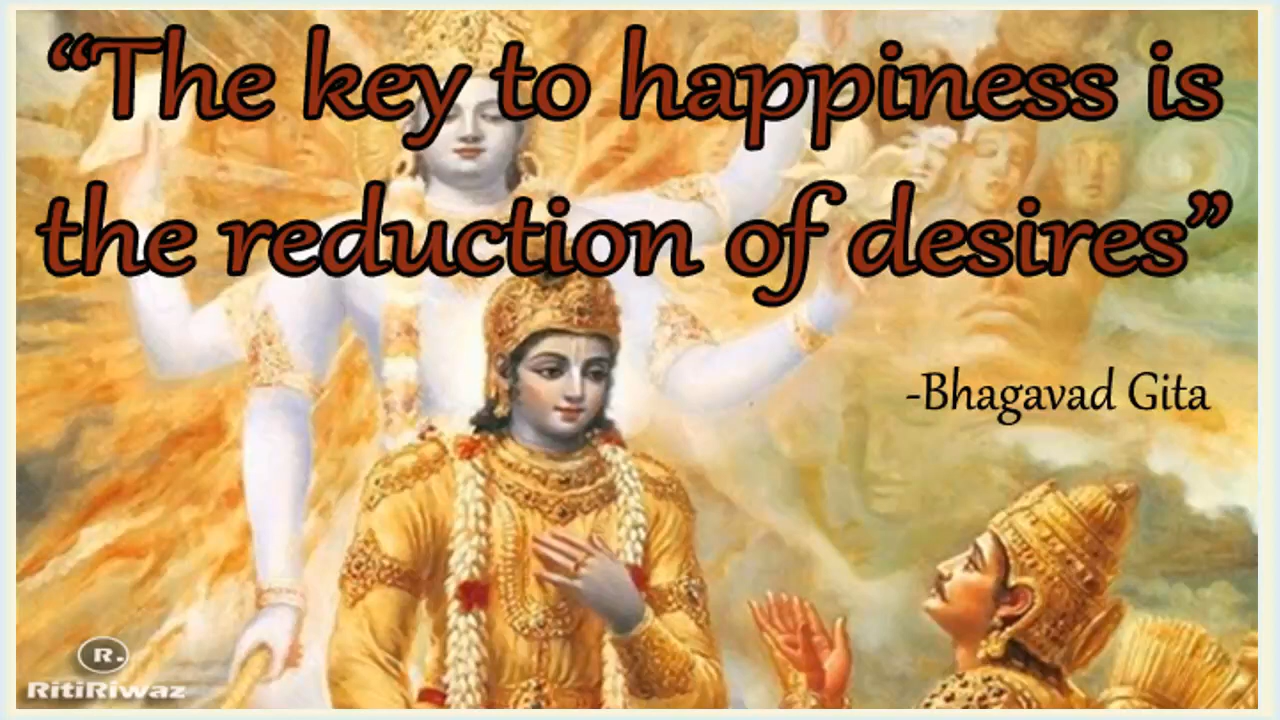 “The key to happiness is
the reduction of desires”
-Bhagavad Gita
R.
RitiRiwaz